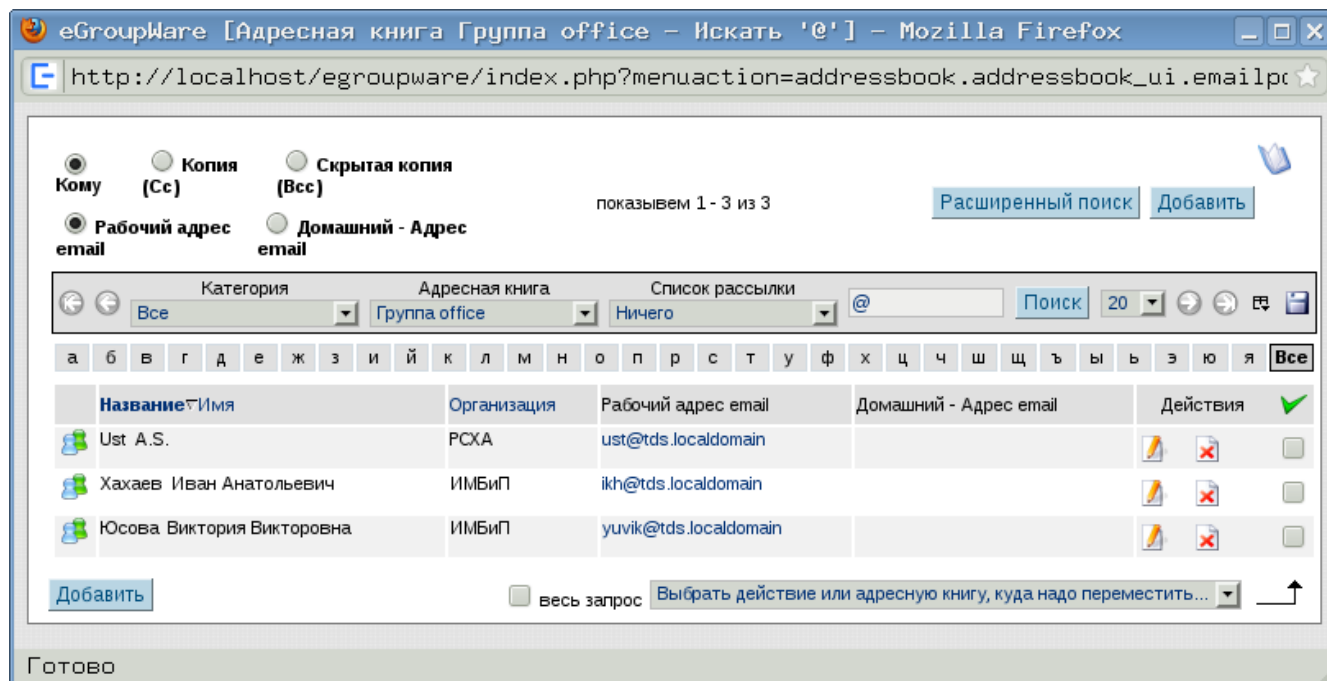 eGroupWare [Адресная книга Группа office – Искать '@'] – Mozilla Firefox
http://localhost/egroupware/index.php?menuaction=addressbook.addressbook_ui.emailpo
Кому Копия (Cc) Скрытая копия (Bcc)
показывем 1 - 3 из 3
Расширенный поиск Добавить
Рабочий адрес email Домашний - Адрес email
Категория Адресная книга Список рассылки
Все Группа office Ничего @ Поиск 20
а б в г д е ж з и й к л м н о п р с т у ф х ц ч ш щ ъ ы ь э ю я Все
Название Имя Организация Рабочий адрес email Домашний - Адрес email Действия
Ust A.S. РСХА ust@tds.localdomain
Хахаев Иван Анатольевич ИМБиП ikh@tds.localdomain
Юсова Виктория Викторовна ИМБиП yuvik@tds.localdomain
Добавить весь запрос Выбрать действие или адресную книгу, куда надо переместить...
Готово